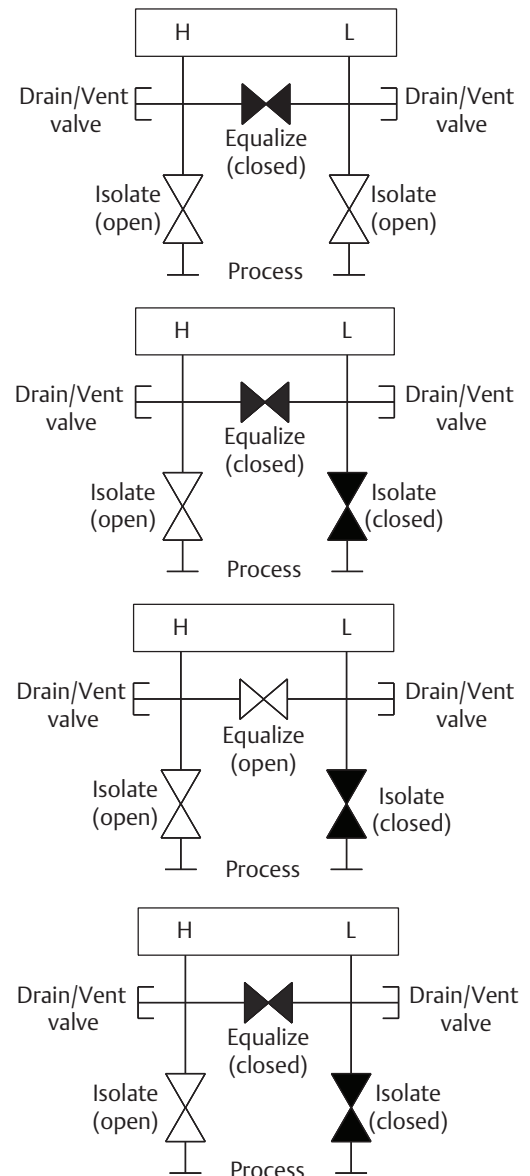 H L
Drain/Vent
valve
Drain/Vent
valve
Equalize
(closed)
Isolate
(open)
Isolate
(open)
Process
H L
Drain/Vent
valve
Drain/Vent
valve
Equalize
(closed)
Isolate
(open)
Isolate
(closed)
Process
H L
Drain/Vent
valve
Drain/Vent
valve
Equalize
(open)
Isolate
(open)
Isolate
(closed)
Process
H L
Drain/Vent
valve
Drain/Vent
valve
Equalize
(closed)
Isolate
(open)
Isolate
(closed)
Process